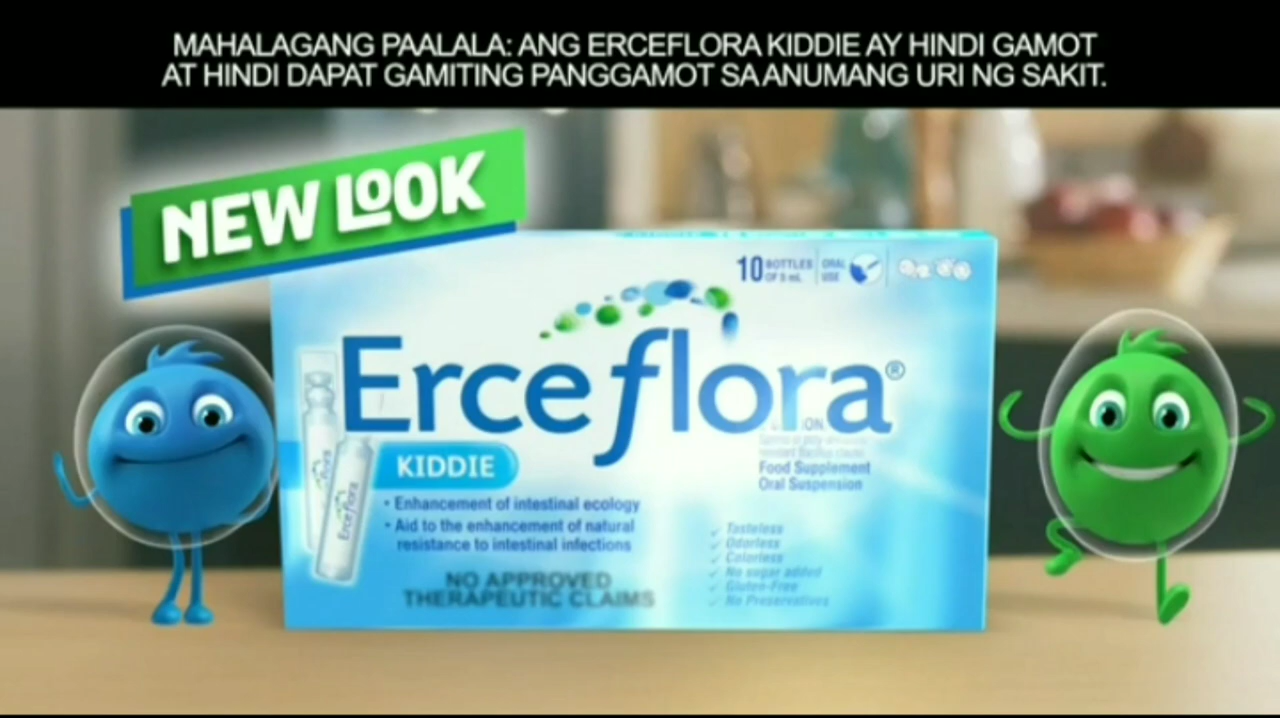 MAHALAGANG PAALALA: ANG ERCEFLORA KIDDIE AY HINDI GAMOT
AT HINDI DAPAT GAMITING PANGGAMOT SA ANUMANG URI NG SAKIT.
NEW LOOK
10 BOTTLES OF 5 mL
ORAL USE
Erceflora®
KIDDIE
Food Supplement
Oral Suspension
• Enhancement of intestinal ecology
• Aid to the enhancement of natural
resistance to intestinal infections
NO APPROVED
THERAPEUTIC CLAIMS
✓ Tasteless
✓ Odorless
✓ Colorless
✓ No sugar added
✓ Gluten-Free
✓ No Preservatives
Erceflora